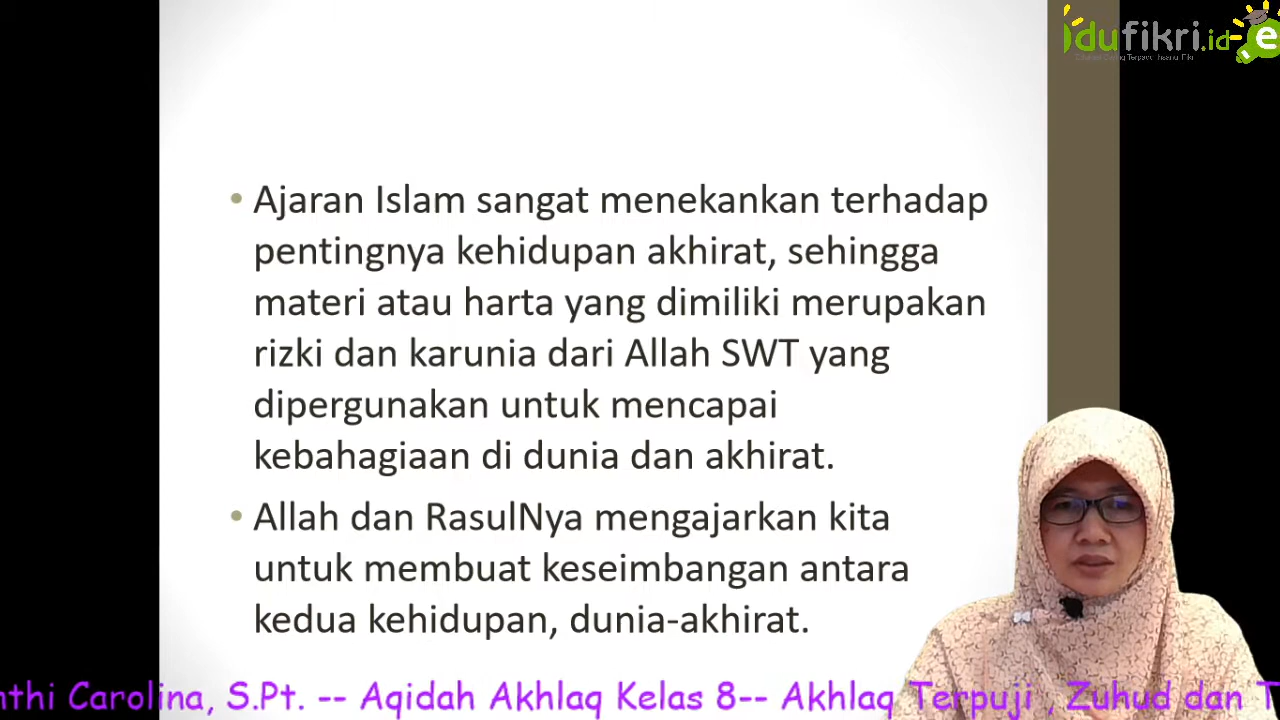 dufikri.id e
• Ajaran Islam sangat menekankan terhadap
pentingnya kehidupan akhirat, sehingga
materi atau harta yang dimiliki merupakan
rizki dan karunia dari Allah SWT yang
dipergunakan untuk mencapai
kebahagiaan di dunia dan akhirat.
• Allah dan RasulNya mengajarkan kita
untuk membuat keseimbangan antara
kedua kehidupan, dunia-akhirat.
nthi Carolina, S.Pt. -- Aqidah Akhlaq Kelas 8-- Akhlaq Terpuji , Zuhud dan T